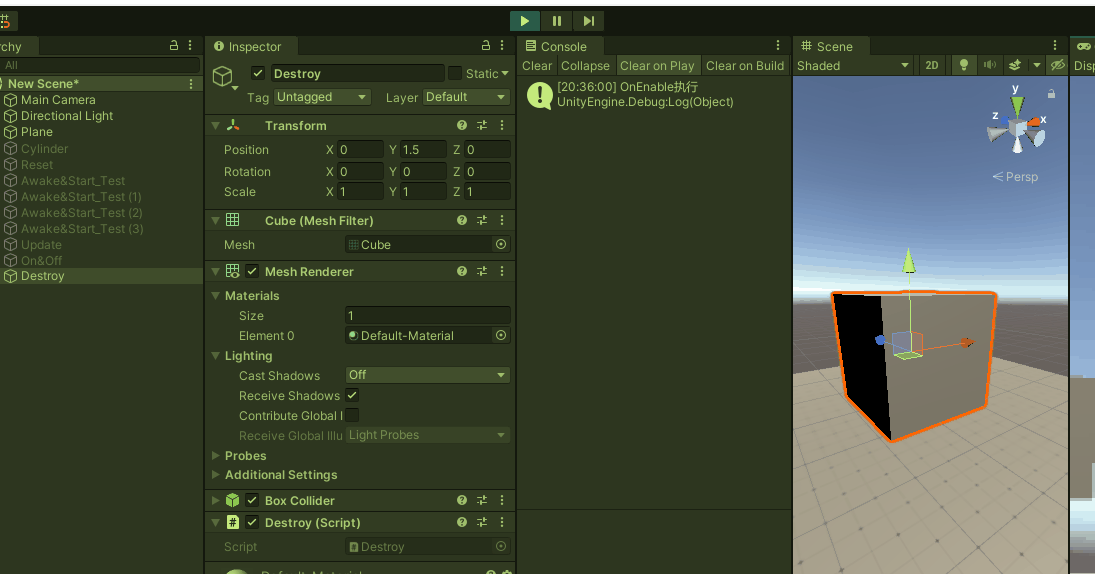 rchy
All
New Scene*
Main Camera
Directional Light
Plane
Cylinder
Reset
Awake&Start_Test
Awake&Start_Test (1)
Awake&Start_Test (2)
Awake&Start_Test (3)
Update
On&Off
Destroy
Inspector
Destroy
Static
Tag Untagged Layer Default
Transform
Position X 0 Y 1.5 Z 0
Rotation X 0 Y 0 Z 0
Scale X 1 Y 1 Z 1
Cube (Mesh Filter)
Mesh Cube
Mesh Renderer
Materials
Size 1
Element 0 Default-Material
Lighting
Cast Shadows Off
Receive Shadows
Contribute Global I
Receive Global Illu Light Probes
Probes
Additional Settings
Box Collider
# Destroy (Script)
Script # Destroy
Console
Clear Collapse Clear on Play Clear on Build
[20:36:00] OnEnable执行
UnityEngine.Debug:Log(Object)
Scene
Shaded 2D
y
z x
Persp
Disp